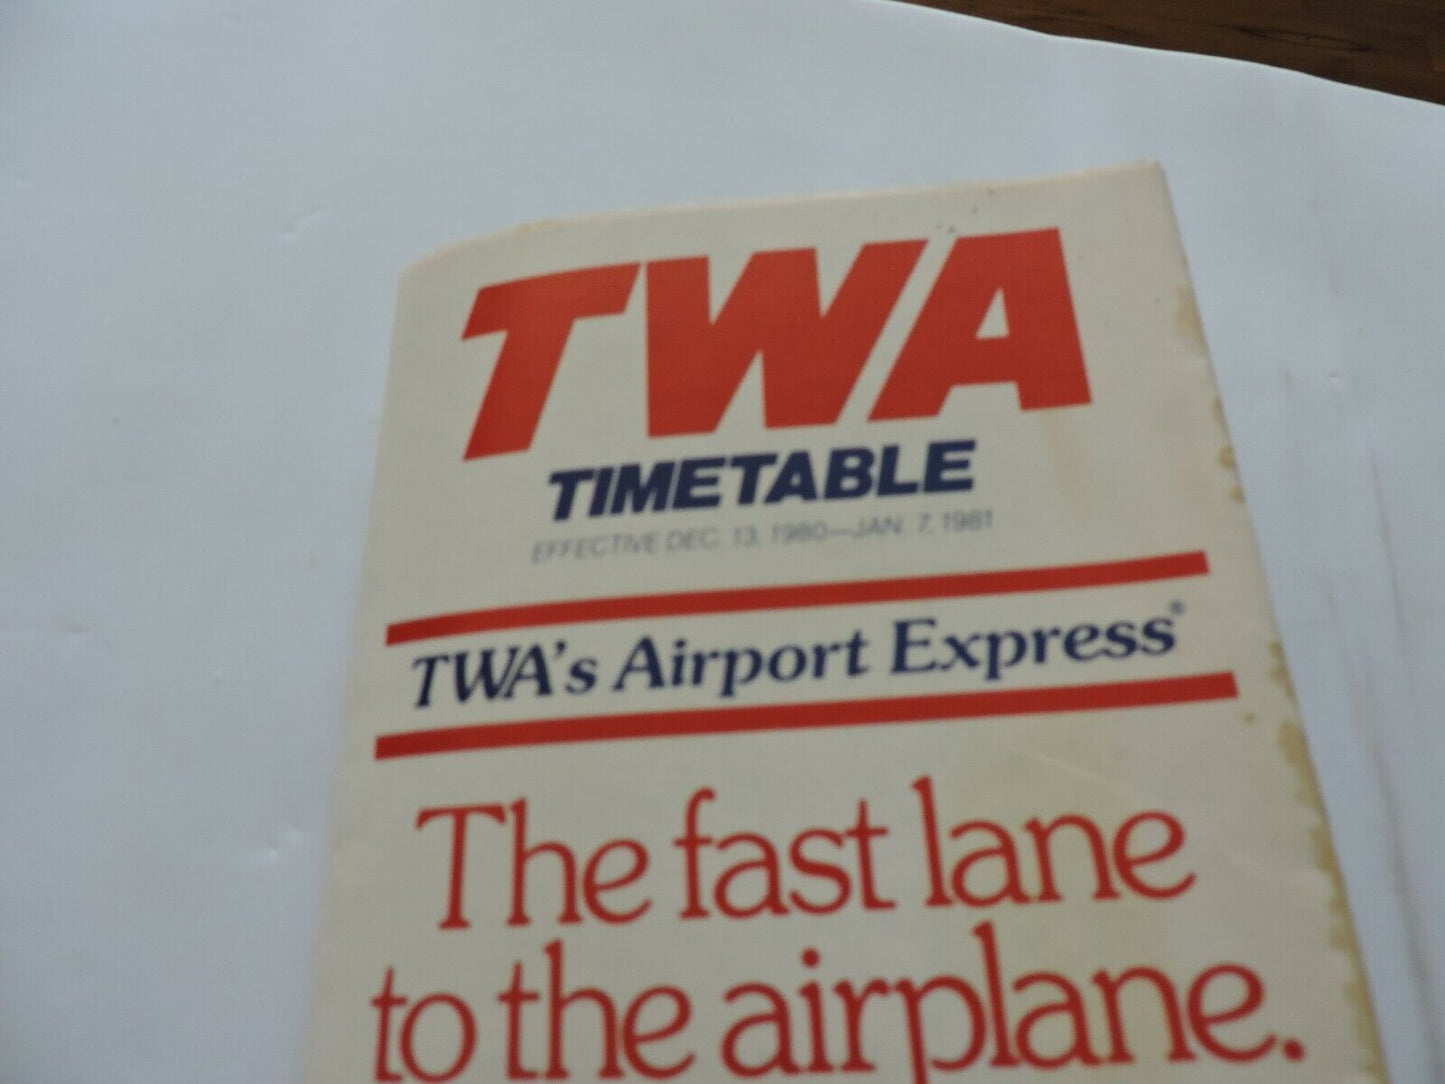 TWA
TIMETABLE
EFFECTIVE DEC. 13, 1980—JAN. 7, 1981
TWA's Airport Express®
The fast lane
to the airplane.